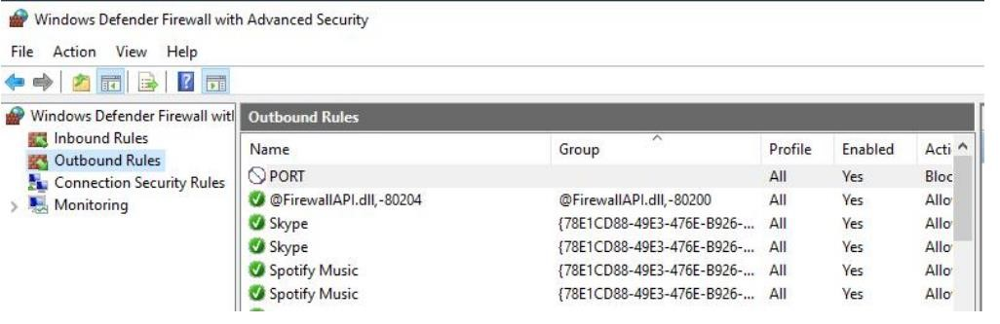 Windows Defender Firewall with Advanced Security
File Action View Help
Windows Defender Firewall witl
Inbound Rules
Outbound Rules
Connection Security Rules
Monitoring
Outbound Rules
Name Group Profile Enabled Acti
PORT All Yes Bloc
@FirewallAPI.dll,-80204 @FirewallAPI.dll,-80200 All Yes Allo
Skype {78E1CD88-49E3-476E-B926-... All Yes Allo
Skype {78E1CD88-49E3-476E-B926-... All Yes Allo
Spotify Music {78E1CD88-49E3-476E-B926-... All Yes Allo
Spotify Music {78E1CD88-49E3-476E-B926-... All Yes Allo